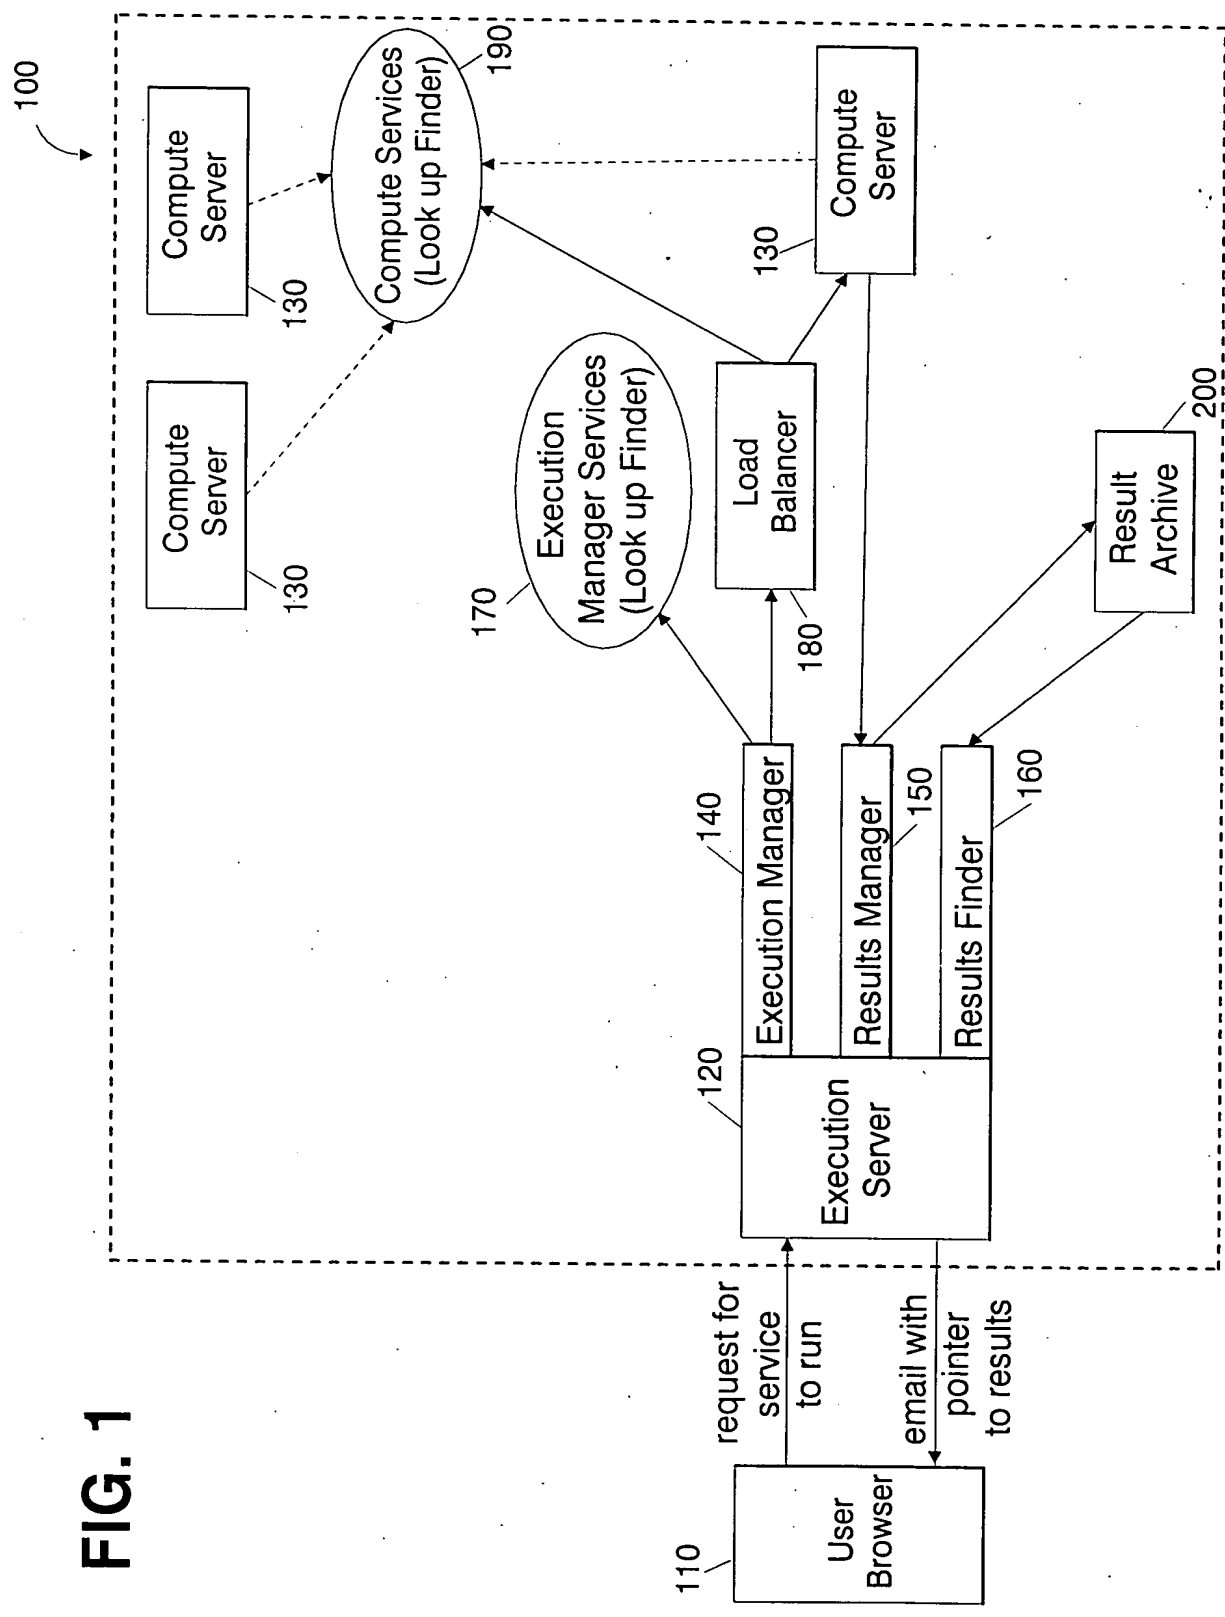 FIG. 1
100
Compute
Server
130
Compute
Server
130
Compute Services
(Look up Finder)
190
Execution
Manager Services
(Look up Finder)
170
Load
Balancer
180
Compute
Server
130
Execution Manager
140
Results Manager
150
Results Finder
160
Result
Archive
200
Execution
Server
120
request for
service
to run
email with
pointer
to results
User
Browser
110